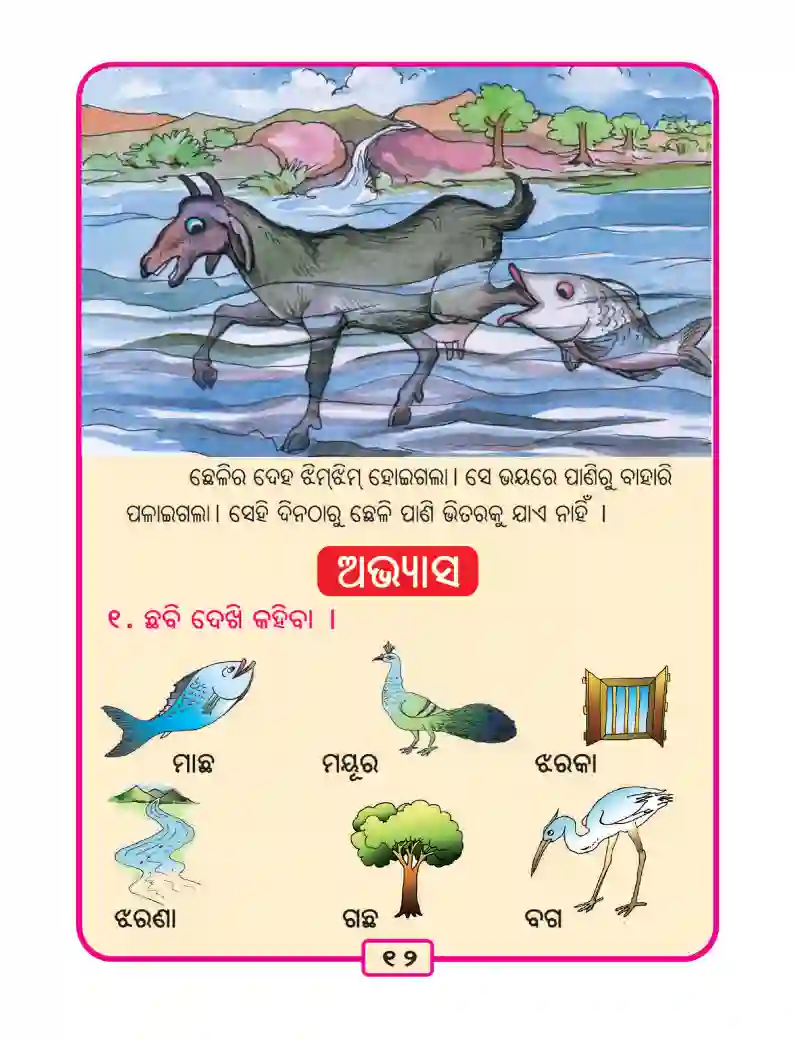 ଛେଳିର ଦେହ ଝିମ୍‌ଝିମ୍ ହୋଇଗଲା। ସେ ଭୟରେ ପାଣିରୁ ବାହାରି
ପଳାଇଗଲା। ସେହି ଦିନଠାରୁ ଛେଳି ପାଣି ଭିତରକୁ ଯାଏ ନାହିଁ ।
ଅଭ୍ୟାସ
୧. ଛବି ଦେଖି କହିବା ।
ମାଛ ମୟୂର ଝରକା
ଝରଣା ଗଛ ବଗ
୧୨